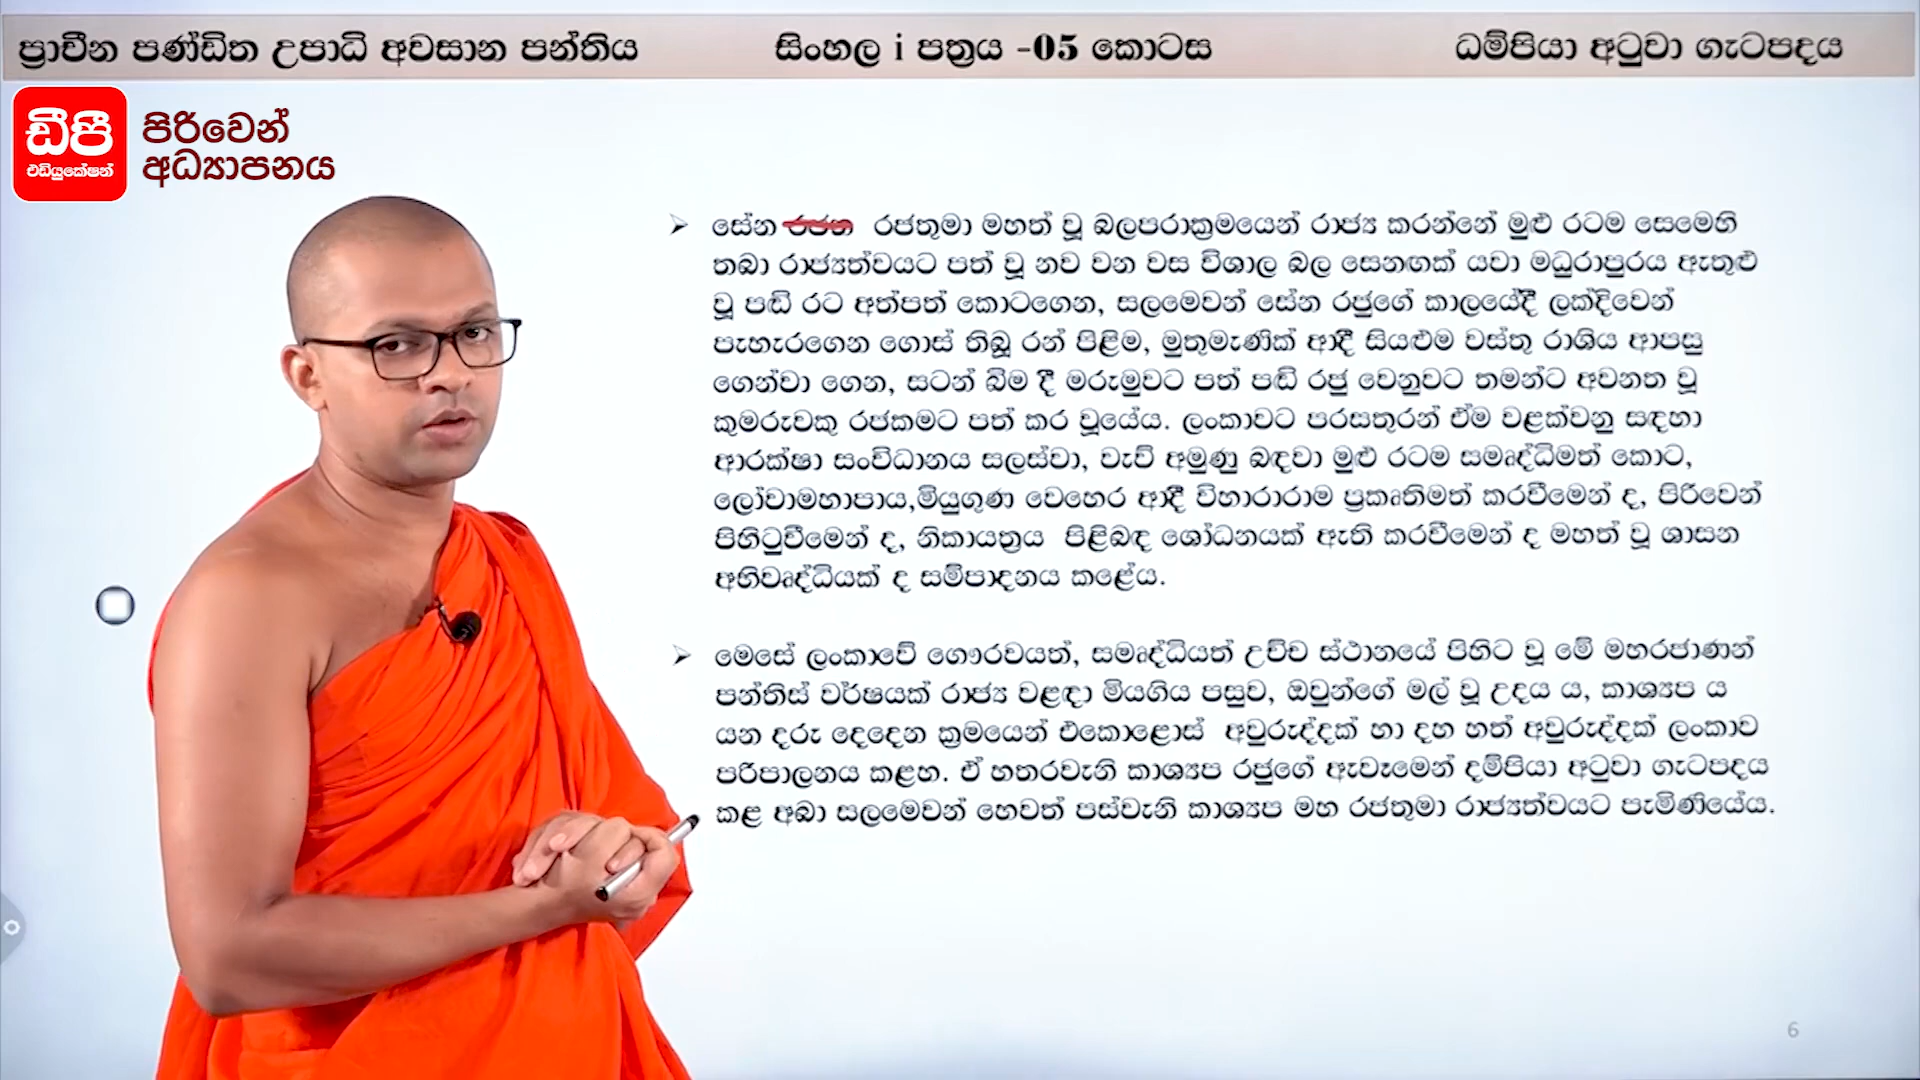 ප්‍රාචීන පණ්ඩිත උපාධි අවසාන පන්තිය
සිංහල i පත්‍රය -05 කොටස
ධම්පියා අටුවා ගැටපදය
ඩීපී
එඩියුකේෂන්
පිරිවෙන්
අධ්‍යාපනය
සේන රජන රජතුමා මහත් වූ බලපරාක්‍රමයෙන් රාජ්‍ය කරන්නේ මුළු රටම සෙමෙහි
තබා රාජ්‍යත්වයට පත් වූ නව වන වස විශාල බල සෙනඟක් යවා මධුරාපුරය ඇතුළු
වූ පඬි රට අත්පත් කොටගෙන, සලමෙවන් සේන රජුගේ කාලයේදී ලක්දිවෙන්
පැහැරගෙන ගොස් තිබූ රන් පිළිම, මුතුමැණික් ආදී සියළුම වස්තු රාශිය ආපසු
ගෙන්වා ගෙන, සටන් බිම දී මරුමුවට පත් පඬි රජු වෙනුවට තමන්ට අවනත වූ
කුමරුවකු රජකමට පත් කර වූයේය. ලංකාවට පරසතුරන් ඒම වළක්වනු සඳහා
ආරක්ෂා සංවිධානය සලස්වා, වැව් අමුණු බඳවා මුළු රටම සමෘද්ධිමත් කොට,
ලෝවාමහාපාය,මියුගුණ වෙහෙර ආදී විහාරාරාම ප්‍රකෘතිමත් කරවීමෙන් ද, පිරිවෙන්
පිහිටුවීමෙන් ද, නිකායත්‍රය පිළිබඳ ශෝධනයක් ඇති කරවීමෙන් ද මහත් වූ ශාසන
අභිවෘද්ධියක් ද සම්පාදනය කළේය.
මෙසේ ලංකාවේ ගෞරවයත්, සමෘද්ධියත් උච්ච ස්ථානයේ පිහිට වූ මේ මහරජාණන්
පන්තිස් වර්ෂයක් රාජ්‍ය වළඳා මියගිය පසුව, ඔවුන්ගේ මල් වූ උදය ය, කාශ්‍යප ය
යන දරු දෙදෙන ක්‍රමයෙන් එකොළොස් අවුරුද්දක් හා දහ හත් අවුරුද්දක් ලංකාව
පරිපාලනය කළහ. ඒ හතරවැනි කාශ්‍යප රජුගේ ඇවෑමෙන් දම්පියා අටුවා ගැටපදය
කළ අබා සලමෙවන් හෙවත් පස්වැනි කාශ්‍යප මහ රජතුමා රාජ්‍යත්වයට පැමිණියේය.
6